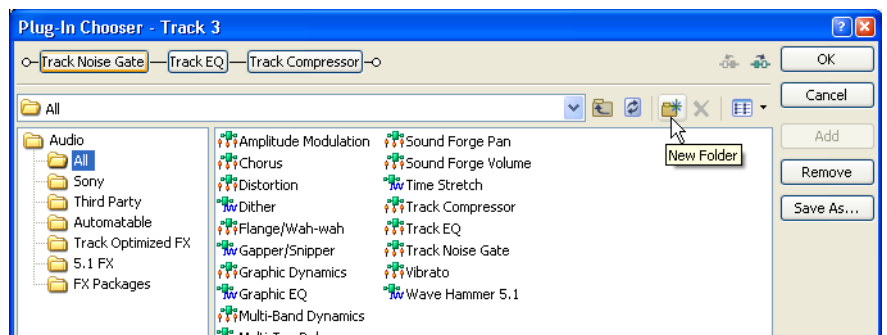 Plug-In Chooser - Track 3
Track Noise Gate Track EQ Track Compressor
OK
All
Cancel
New Folder
Add
Remove
Save As...
Audio
All
Sony
Third Party
Automatable
Track Optimized FX
5.1 FX
FX Packages
Amplitude Modulation
Chorus
Distortion
Dither
Flange/Wah-wah
Gapper/Snipper
Graphic Dynamics
Graphic EQ
Multi-Band Dynamics
Sound Forge Pan
Sound Forge Volume
Time Stretch
Track Compressor
Track EQ
Track Noise Gate
Vibrato
Wave Hammer 5.1